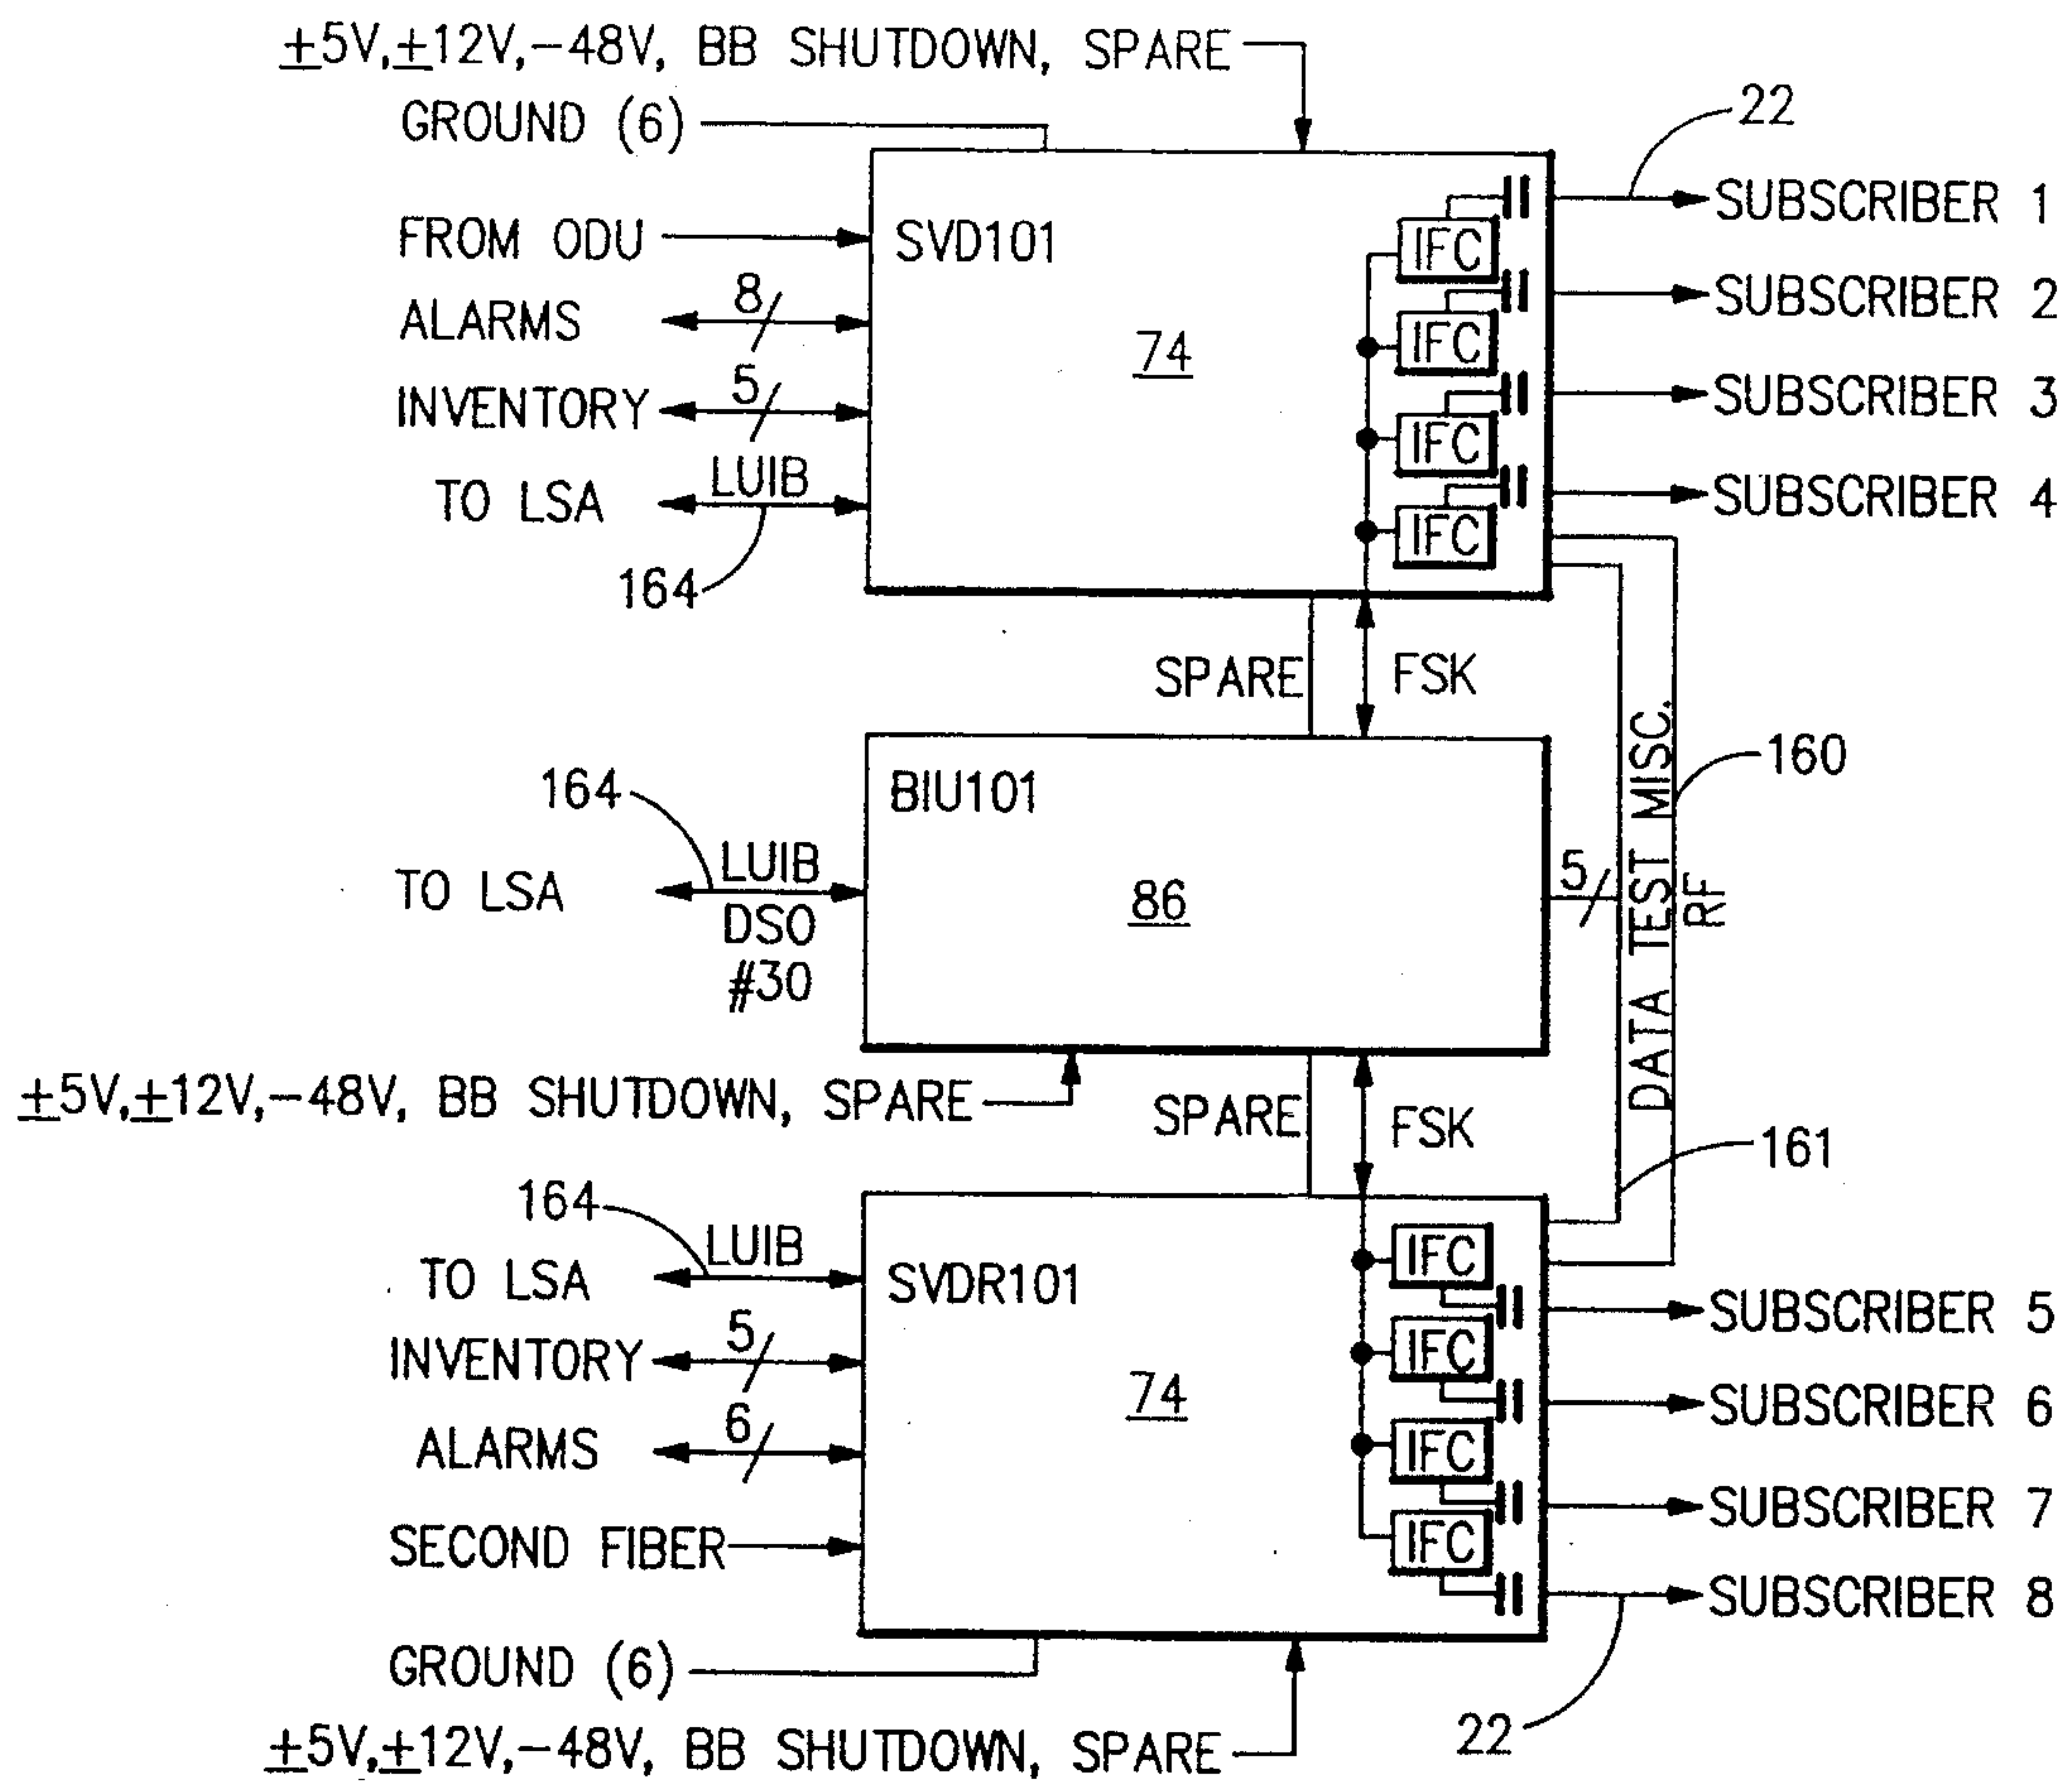 ±5V,±12V,-48V, BB SHUTDOWN, SPARE
GROUND (6)
22
FROM ODU
SVD101
IFC
SUBSCRIBER 1
ALARMS
8
74
IFC
SUBSCRIBER 2
INVENTORY
5
IFC
SUBSCRIBER 3
TO LSA
LUIB
IFC
SUBSCRIBER 4
164
SPARE
FSK
DATA TEST MISC.
RF
160
164
BIU101
TO LSA
LUIB
DSO
#30
86
5
±5V,±12V,-48V, BB SHUTDOWN, SPARE
SPARE
FSK
161
164
TO LSA
LUIB
SVDR101
IFC
SUBSCRIBER 5
INVENTORY
5
74
IFC
SUBSCRIBER 6
ALARMS
6
IFC
SUBSCRIBER 7
SECOND FIBER
IFC
SUBSCRIBER 8
GROUND (6)
22
±5V,±12V,-48V, BB SHUTDOWN, SPARE